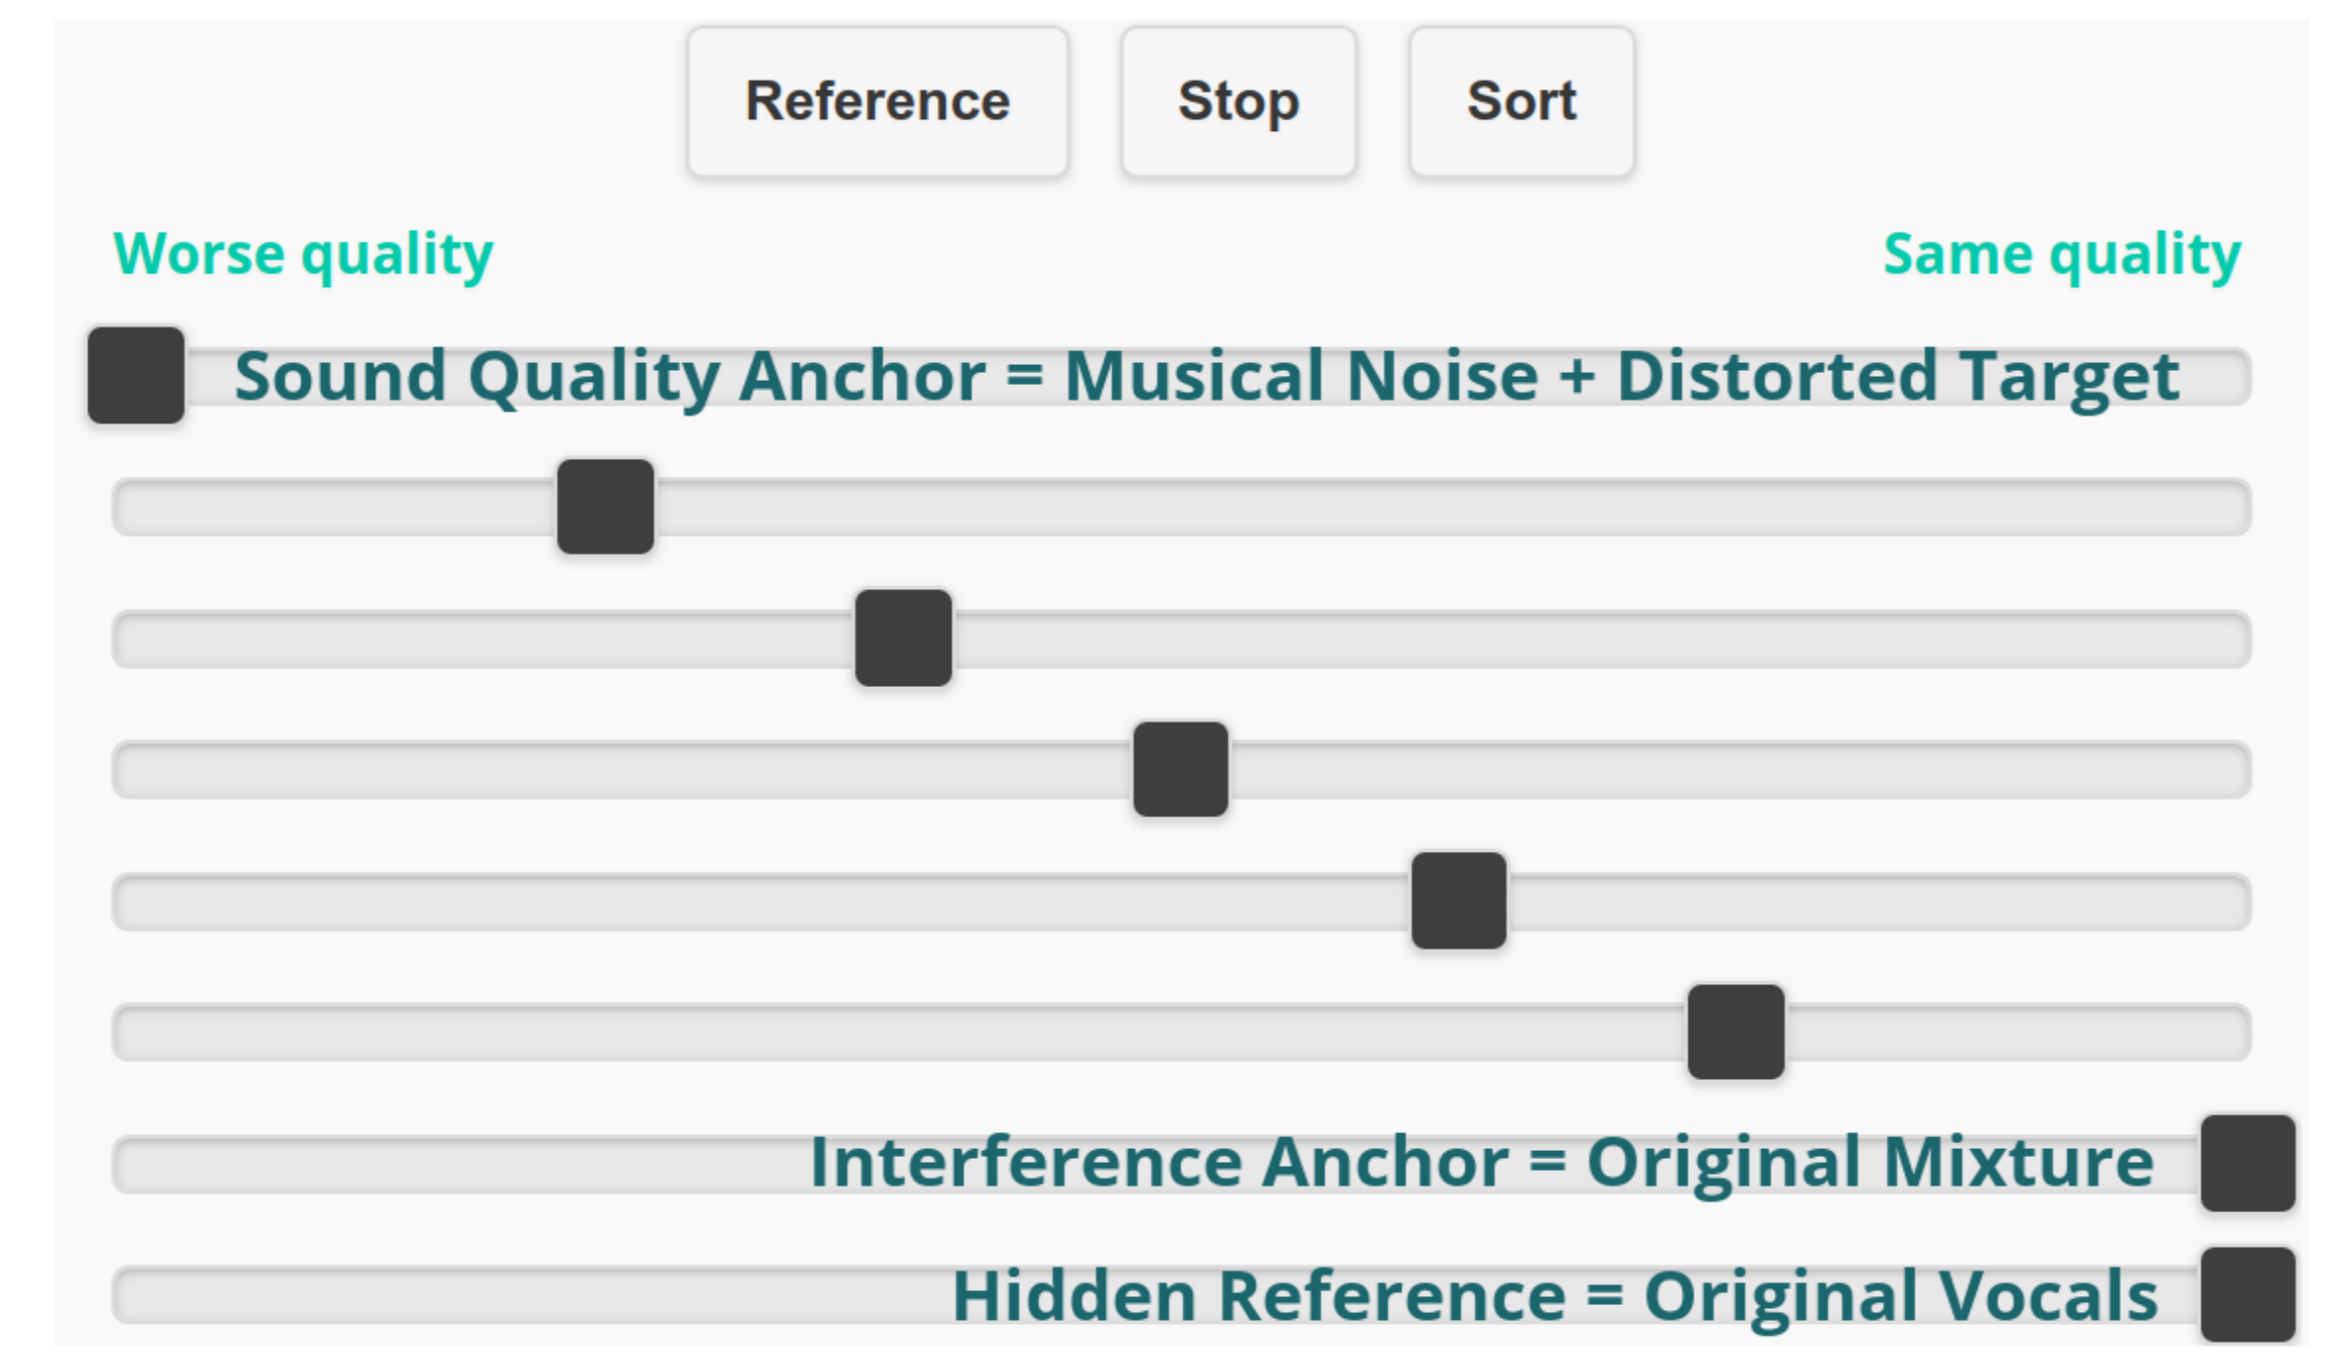 Reference Stop Sort
Worse quality Same quality
Sound Quality Anchor = Musical Noise + Distorted Target
Interference Anchor = Original Mixture
Hidden Reference = Original Vocals